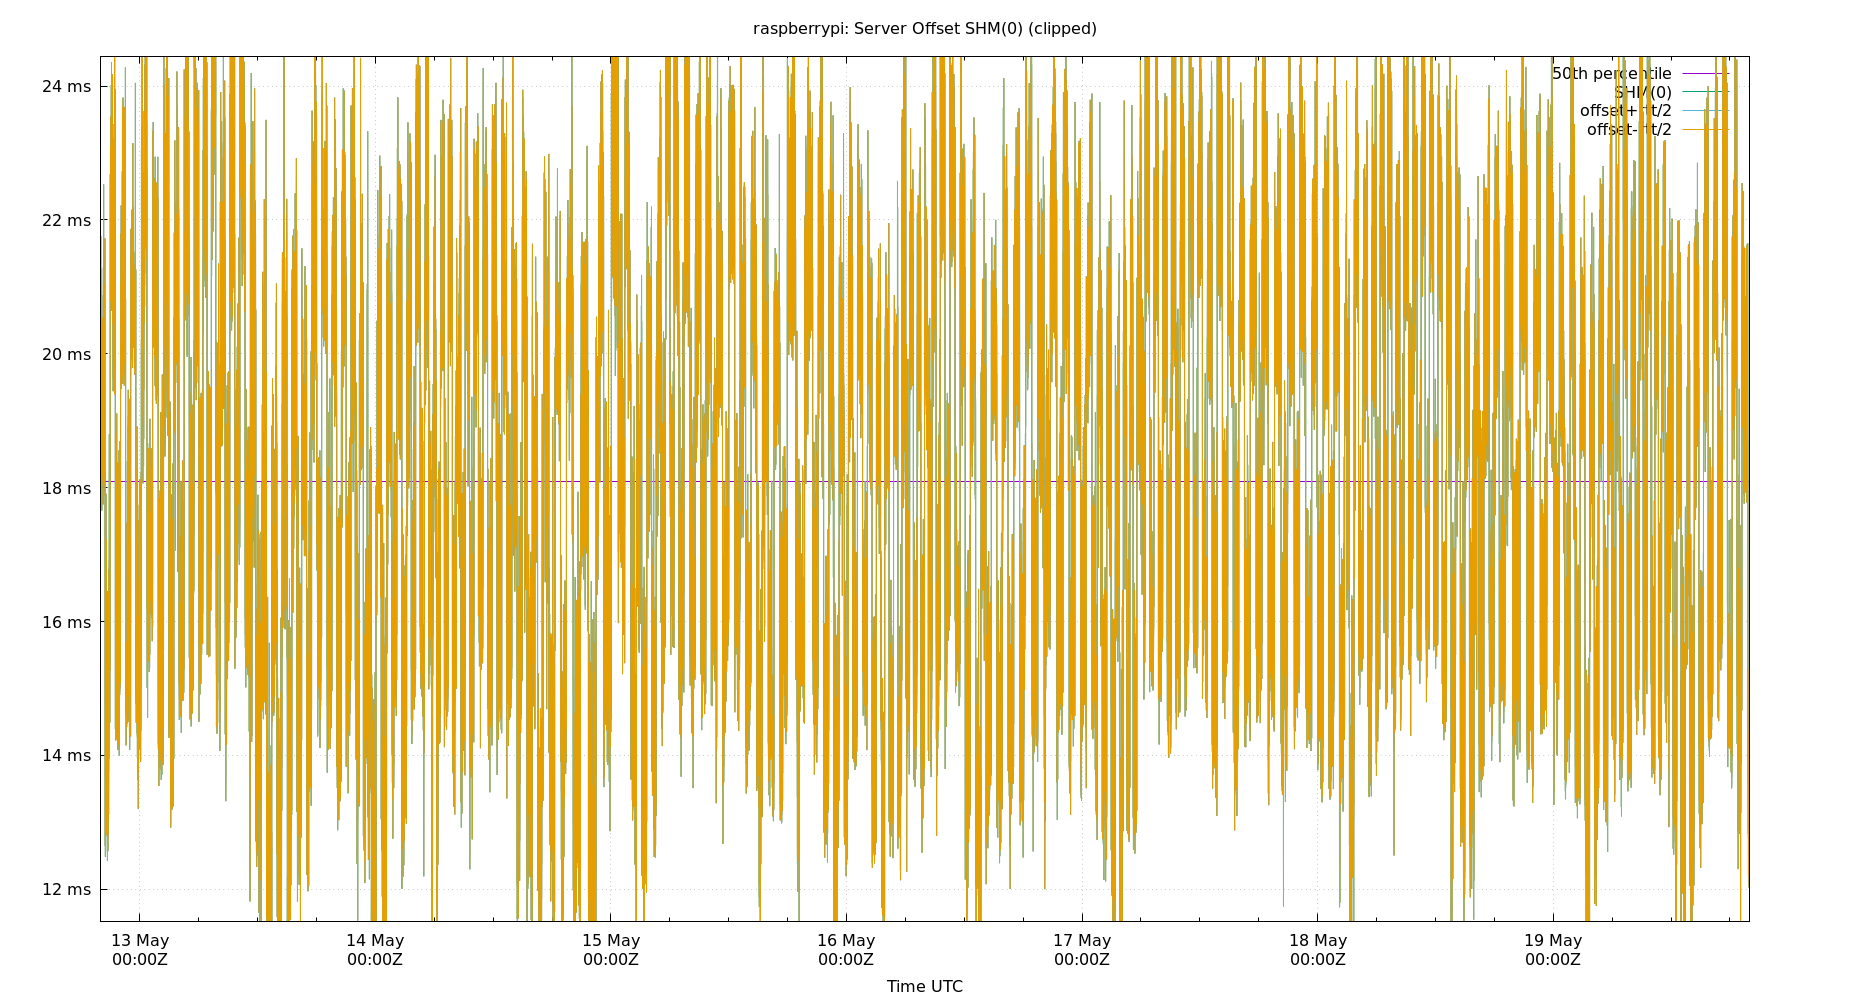 raspberrypi: Server Offset SHM(0) (clipped)
24 ms
22 ms
20 ms
18 ms
16 ms
14 ms
12 ms
50th percentile
SHM(0)
offset+rtt/2
offset-rtt/2
13 May
00:00Z
14 May
00:00Z
15 May
00:00Z
16 May
00:00Z
17 May
00:00Z
18 May
00:00Z
19 May
00:00Z
Time UTC